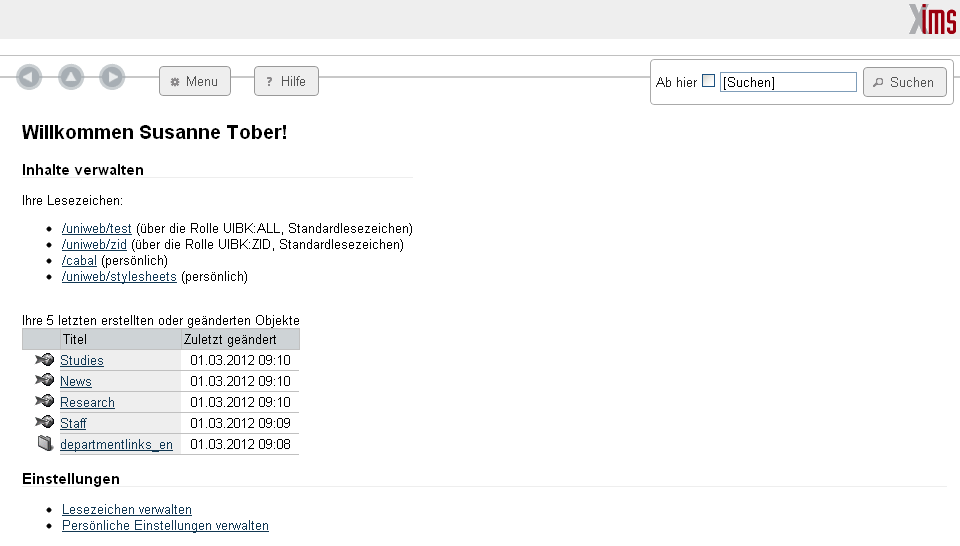 Xims
Menu
? Hilfe
Ab hier [Suchen] Suchen
Willkommen Susanne Tober!
Inhalte verwalten
Ihre Lesezeichen:
/uniweb/test (über die Rolle UIBK:ALL, Standardlesezeichen)
/uniweb/zid (über die Rolle UIBK:ZID, Standardlesezeichen)
/cabal (persönlich)
/uniweb/stylesheets (persönlich)
Ihre 5 letzten erstellten oder geänderten Objekte
Titel Zuletzt geändert
Studies 01.03.2012 09:10
News 01.03.2012 09:10
Research 01.03.2012 09:10
Staff 01.03.2012 09:09
departmentlinks_en 01.03.2012 09:08
Einstellungen
Lesezeichen verwalten
Persönliche Einstellungen verwalten